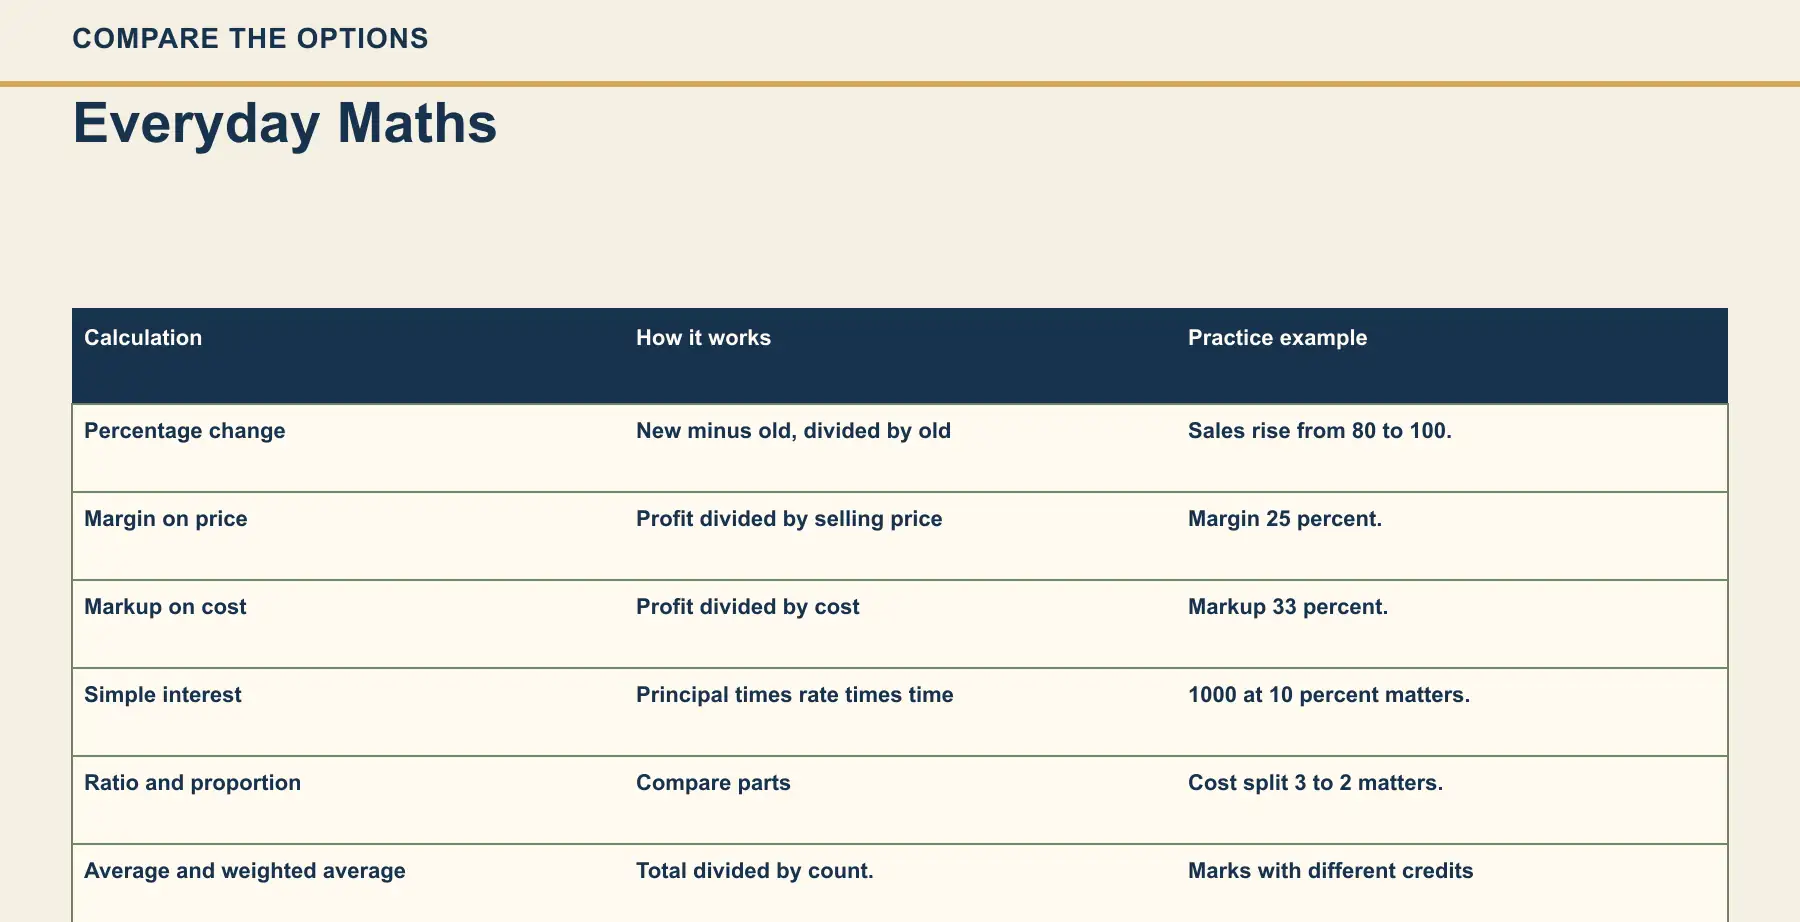 COMPARE THE OPTIONS
Everyday Maths
Calculation How it works Practice example
Percentage change New minus old, divided by old Sales rise from 80 to 100.
Margin on price Profit divided by selling price Margin 25 percent.
Markup on cost Profit divided by cost Markup 33 percent.
Simple interest Principal times rate times time 1000 at 10 percent matters.
Ratio and proportion Compare parts Cost split 3 to 2 matters.
Average and weighted average Total divided by count. Marks with different credits